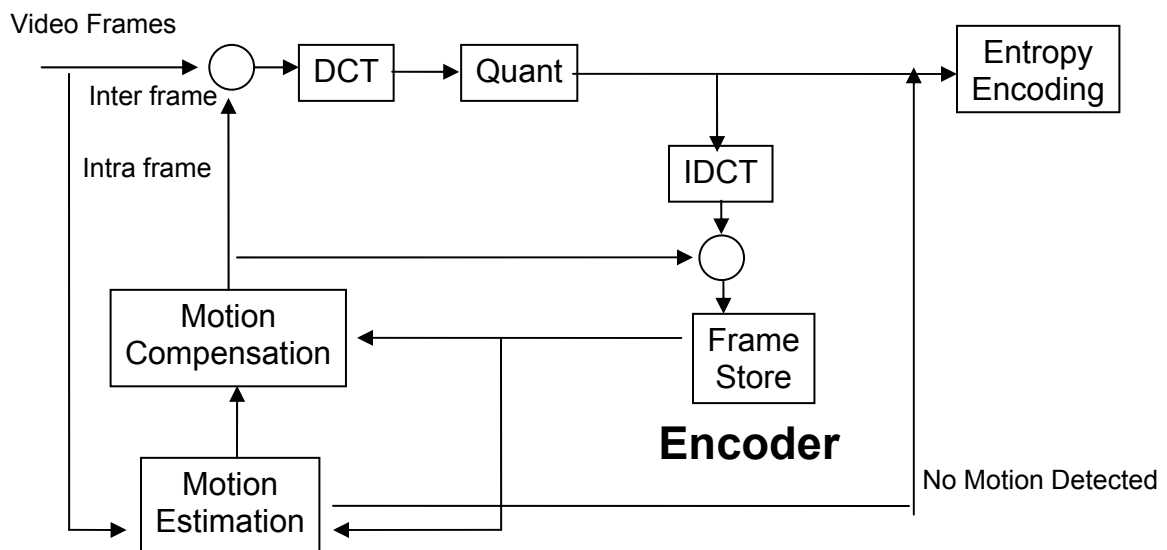 Video Frames
DCT
Quant
Entropy
Encoding
Inter frame
Intra frame
IDCT
Motion
Compensation
Frame
Store
Encoder
Motion
Estimation
No Motion Detected